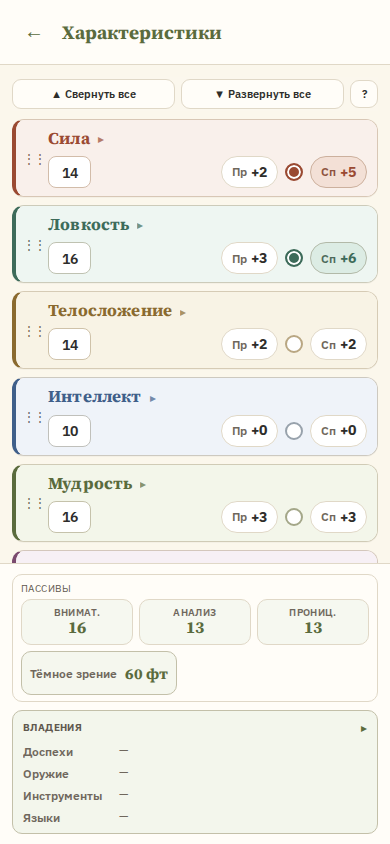 ← Характеристики
▲ Свернуть все ▼ Развернуть все ?
Сила ▸
14 Пр +2 Сп +5
Ловкость ▸
16 Пр +3 Сп +6
Телосложение ▸
14 Пр +2 Сп +2
Интеллект ▸
10 Пр +0 Сп +0
Мудрость ▸
16 Пр +3 Сп +3
ПАССИВЫ
ВНИМАТ. АНАЛИЗ ПРОНИЦ.
16 13 13
Тёмное зрение 60 фт
ВЛАДЕНИЯ ▸
Доспехи —
Оружие —
Инструменты —
Языки —